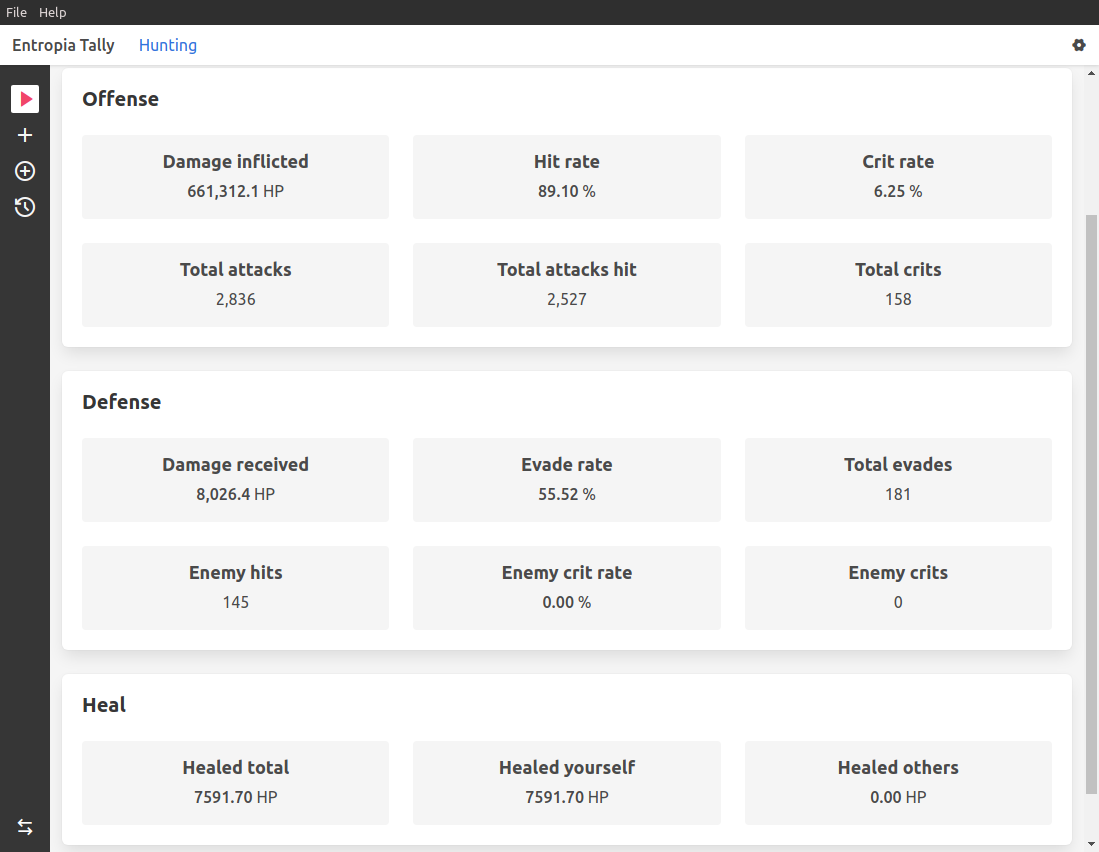 File Help
Entropia Tally Hunting
Offense
Damage inflicted Hit rate Crit rate
661,312.1 HP 89.10 % 6.25 %
Total attacks Total attacks hit Total crits
2,836 2,527 158
Defense
Damage received Evade rate Total evades
8,026.4 HP 55.52 % 181
Enemy hits Enemy crit rate Enemy crits
145 0.00 % 0
Heal
Healed total Healed yourself Healed others
7591.70 HP 7591.70 HP 0.00 HP